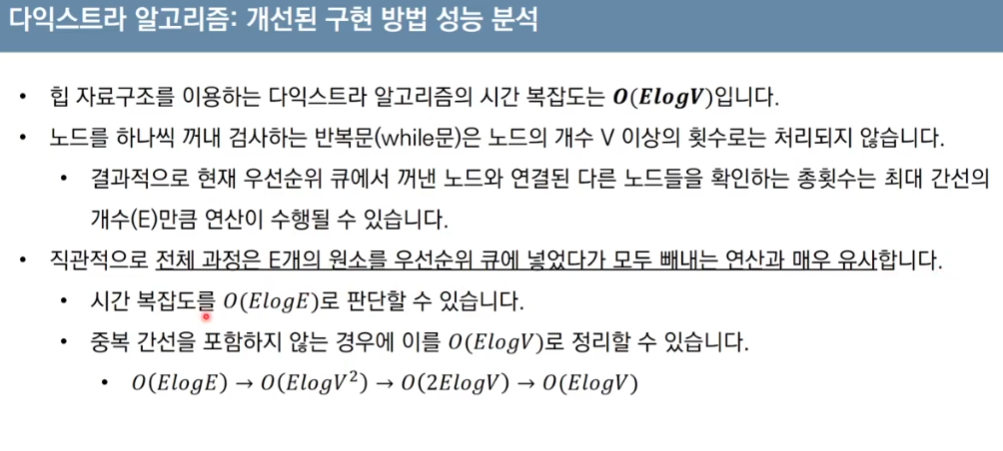 다익스트라 알고리즘: 개선된 구현 방법 성능 분석
• 힙 자료구조를 이용하는 다익스트라 알고리즘의 시간 복잡도는 O(ElogV)입니다.
• 노드를 하나씩 꺼내 검사하는 반복문(while문)은 노드의 개수 V 이상의 횟수로는 처리되지 않습니다.
• 결과적으로 현재 우선순위 큐에서 꺼낸 노드와 연결된 다른 노드들을 확인하는 총횟수는 최대 간선의
개수(E)만큼 연산이 수행될 수 있습니다.
• 직관적으로 전체 과정은 E개의 원소를 우선순위 큐에 넣었다가 모두 빼내는 연산과 매우 유사합니다.
• 시간 복잡도를 O(ElogE)로 판단할 수 있습니다.
• 중복 간선을 포함하지 않는 경우에 이를 O(ElogV)로 정리할 수 있습니다.
• O(ElogE) → O(ElogV²) → O(2ElogV) → O(ElogV)